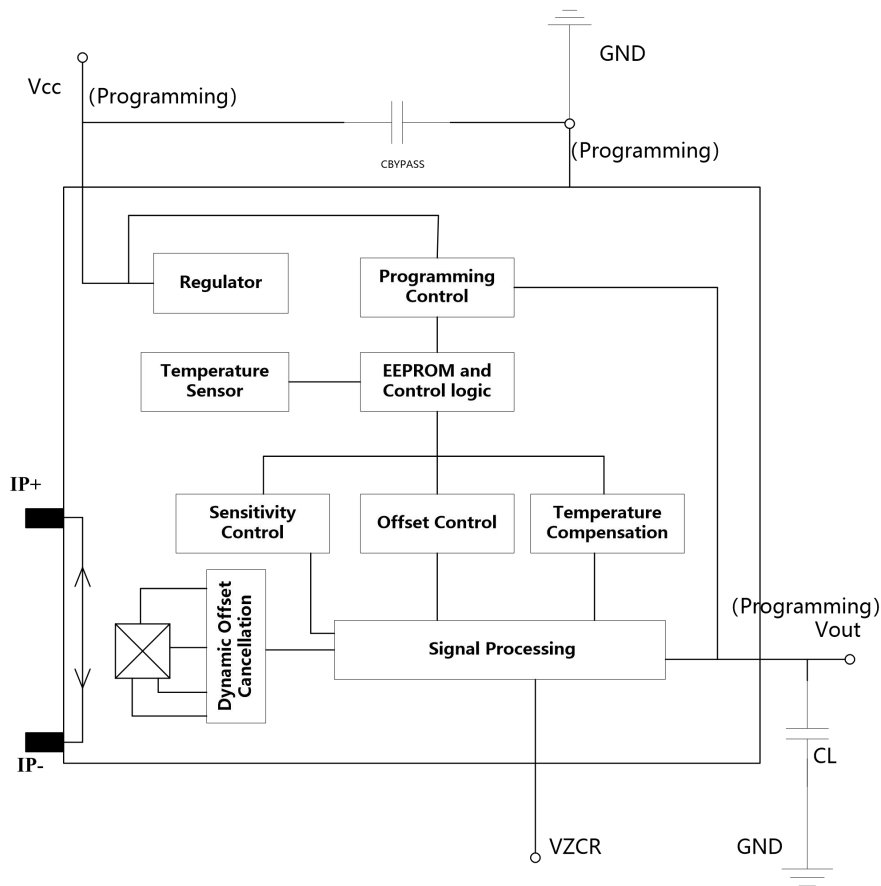 GND
Vcc
(Programming)
(Programming)
CBYPASS
Regulator
Programming
Control
Temperature
Sensor
EEPROM and
Control logic
IP+
Sensitivity
Control
Offset Control
Temperature
Compensation
Dynamic Offset
Cancellation
Signal Processing
(Programming)
Vout
IP-
CL
VZCR
GND